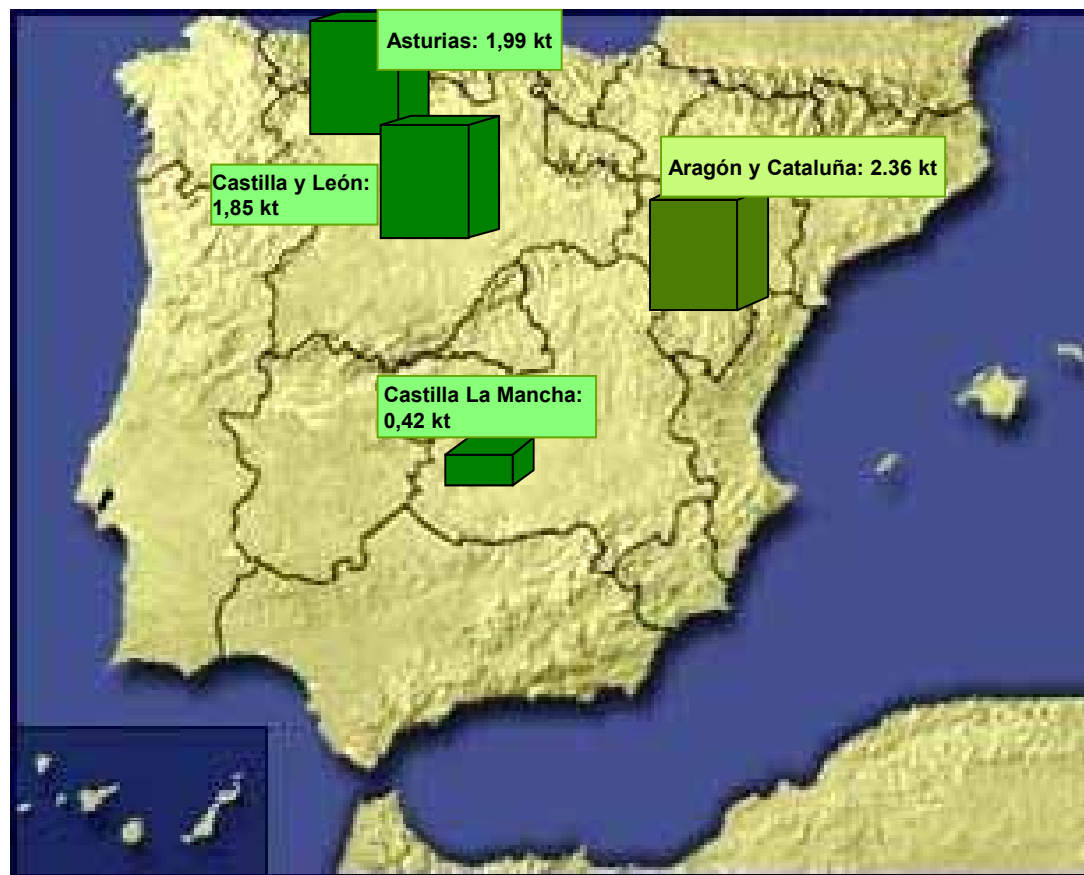 Asturias: 1,99 kt
Castilla y León:
1,85 kt
Aragón y Cataluña: 2.36 kt
Castilla La Mancha:
0,42 kt